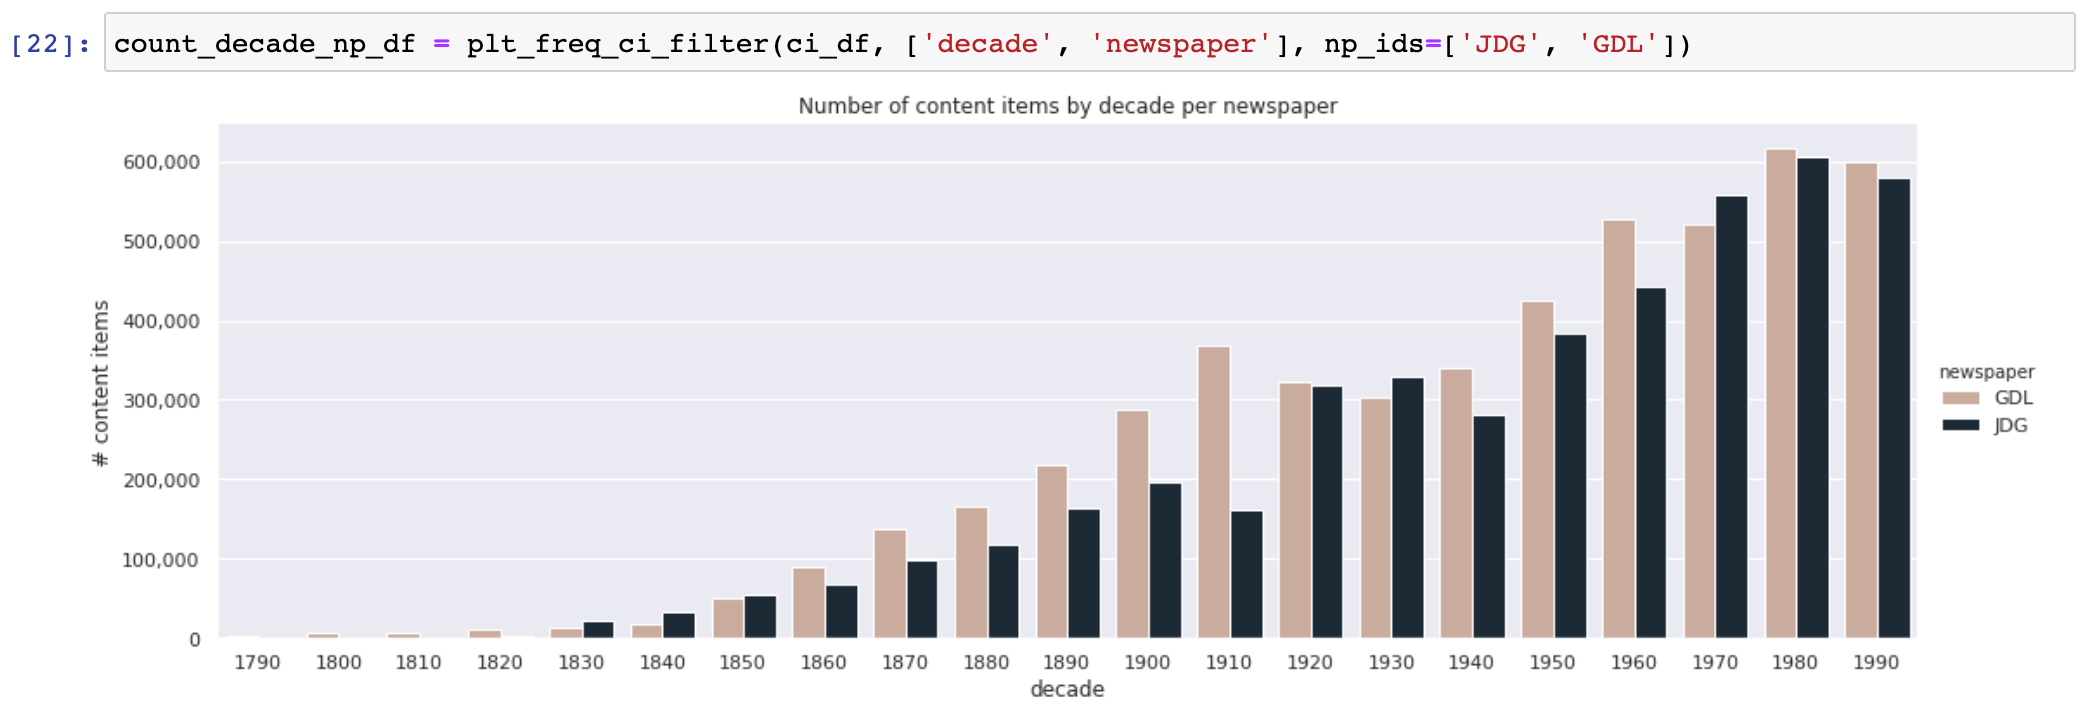 [22]: count_decade_np_df = plt_freq_ci_filter(ci_df, ['decade', 'newspaper'], np_ids=['JDG', 'GDL'])
Number of content items by decade per newspaper
600,000
500,000
400,000
300,000
200,000
100,000
0
# content items
1790 1800 1810 1820 1830 1840 1850 1860 1870 1880 1890 1900 1910 1920 1930 1940 1950 1960 1970 1980 1990
decade
newspaper
GDL
JDG